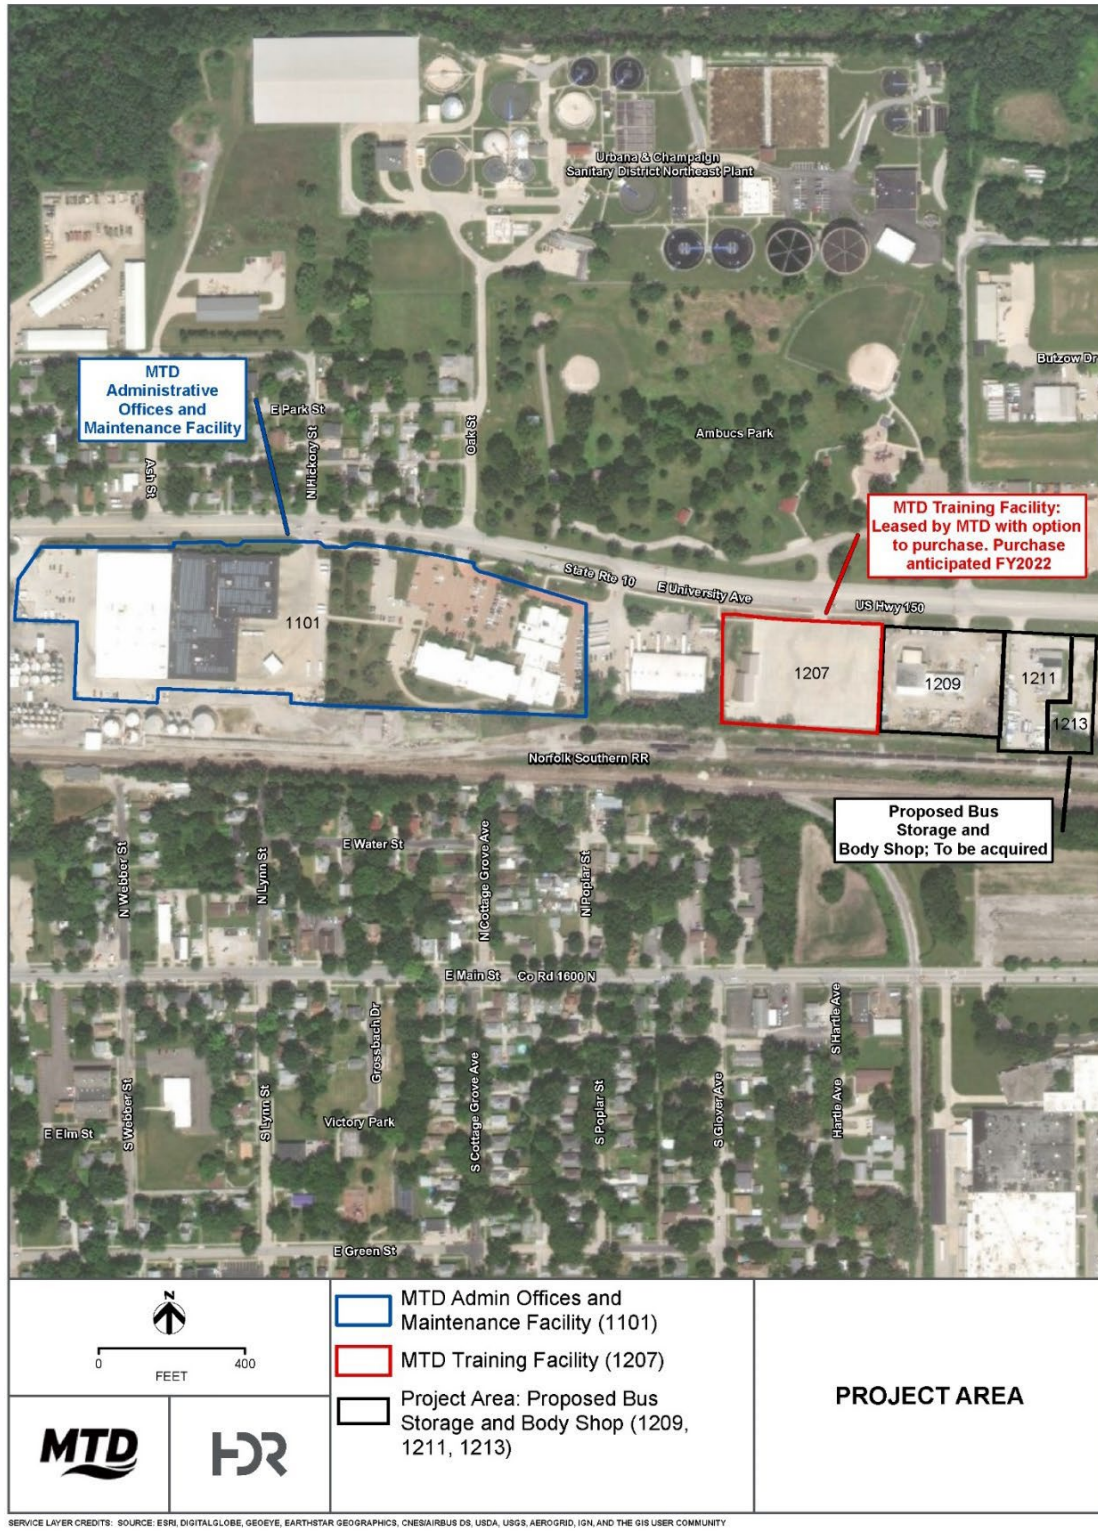 Urbana & Champaign
Sanitary District Northeast Plant
Butzow Dr
MTD
Administrative
Offices and
Maintenance Facility
E Park St
N Hickory St
Oak St
Ash St
Ambucs Park
MTD Training Facility:
Leased by MTD with option
to purchase. Purchase
anticipated FY2022
State Rte 10
E University Ave
US Hwy 150
1101
1207
1209
1211
1213
Norfolk Southern RR
Proposed Bus
Storage and
Body Shop; To be acquired
N Webber St
N Lynn St
E Water St
N Cottage Grove Ave
N Poplar St
E Main St
Co Rd 1600 N
Grossbach Dr
S Hartle Ave
S Webber St
S Lynn St
S Cottage Grove Ave
S Poplar St
S Glover Ave
Hartle Ave
E Elm St
Victory Park
E Green St
N
0 400
FEET
MTD
HDR
MTD Admin Offices and
Maintenance Facility (1101)
MTD Training Facility (1207)
Project Area: Proposed Bus
Storage and Body Shop (1209,
1211, 1213)
PROJECT AREA
SERVICE LAYER CREDITS: SOURCE: ESRI, DIGITALGLOBE, GEOEYE, EARTHSTAR GEOGRAPHICS, CNES/AIRBUS DS, USDA, USGS, AEROGRID, IGN, AND THE GIS USER COMMUNITY